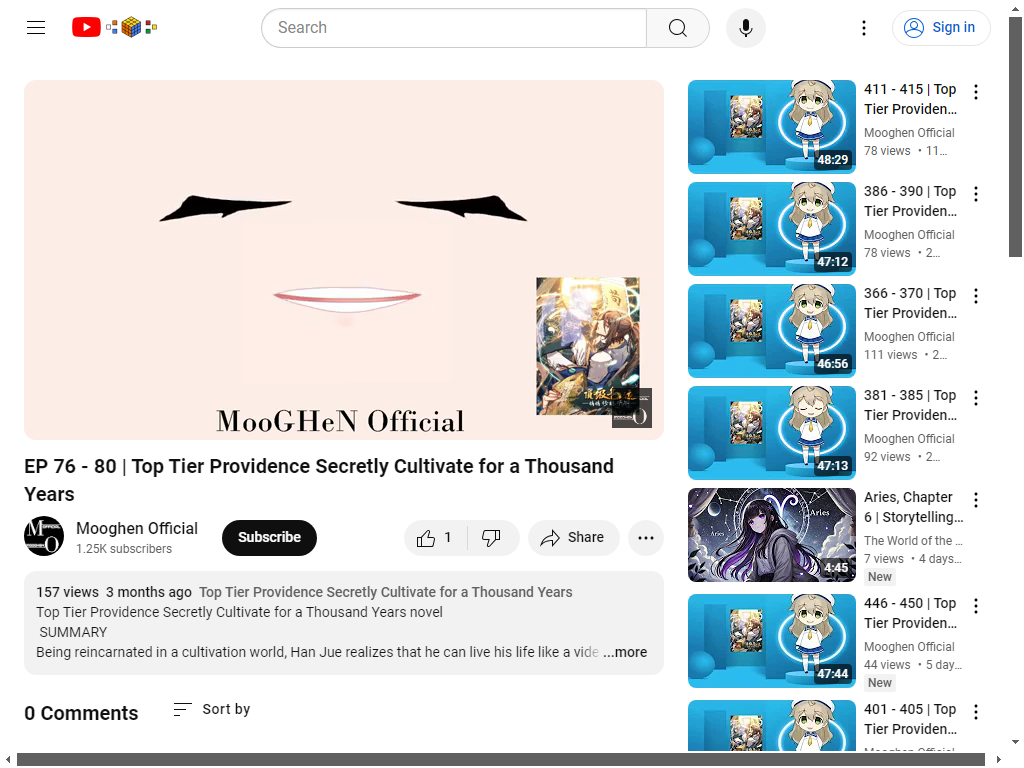 Search
Sign in
MooGHeN Official
EP 76 - 80 | Top Tier Providence Secretly Cultivate for a Thousand
Years
Mooghen Official
1.25K subscribers
Subscribe
1
Share
157 views 3 months ago Top Tier Providence Secretly Cultivate for a Thousand Years
Top Tier Providence Secretly Cultivate for a Thousand Years novel
SUMMARY
Being reincarnated in a cultivation world, Han Jue realizes that he can live his life like a vide ...more
0 Comments
Sort by
48:29
411 - 415 | Top
Tier Providen...
Mooghen Official
78 views • 11...
47:12
386 - 390 | Top
Tier Providen...
Mooghen Official
78 views • 2...
46:56
366 - 370 | Top
Tier Providen...
Mooghen Official
111 views • 2...
47:13
381 - 385 | Top
Tier Providen...
Mooghen Official
92 views • 2...
Aries
Aries
4:45
Aries, Chapter
6 | Storytelling...
The World of the ...
7 views • 4 days...
New
47:44
446 - 450 | Top
Tier Providen...
Mooghen Official
44 views • 5 day...
New
401 - 405 | Top
Tier Providen...
Mooghen Official